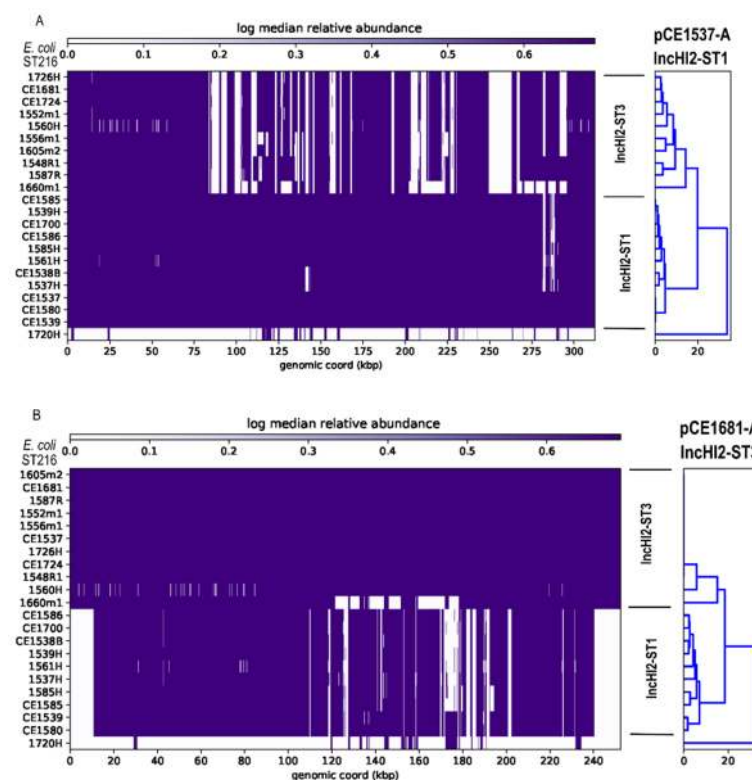 A
log median relative abundance
E. coli
ST216
0.0 0.1 0.2 0.3 0.4 0.5 0.6
pCE1537-A
IncHI2-ST1
1726H
CE1681
CE1724
1552m1
1560H
1556m1
1605m2
1548R1
1587R
1660m1
CE1585
1539H
CE1700
CE1586
1585H
1561H
CE1538B
1537H
CE1537
CE1580
CE1539
1720H
IncHI2-ST3
IncHI2-ST1
0 25 50 75 100 125 150 175 200 225 250 275 300
genomic coord (kbp)
0 20
B
log median relative abundance
E. coli
ST216
0.0 0.1 0.2 0.3 0.4 0.5 0.6
pCE1681-A
IncHI2-ST3
1605m2
CE1681
1587R
1552m1
1556m1
CE1537
1726H
CE1724
1548R1
1560H
1660m1
CE1586
CE1700
CE1538B
1539H
1561H
1537H
1585H
CE1585
CE1539
CE1580
1720H
IncHI2-ST3
IncHI2-ST1
0 20 40 60 80 100 120 140 160 180 200 220 240
genomic coord (kbp)
0 20